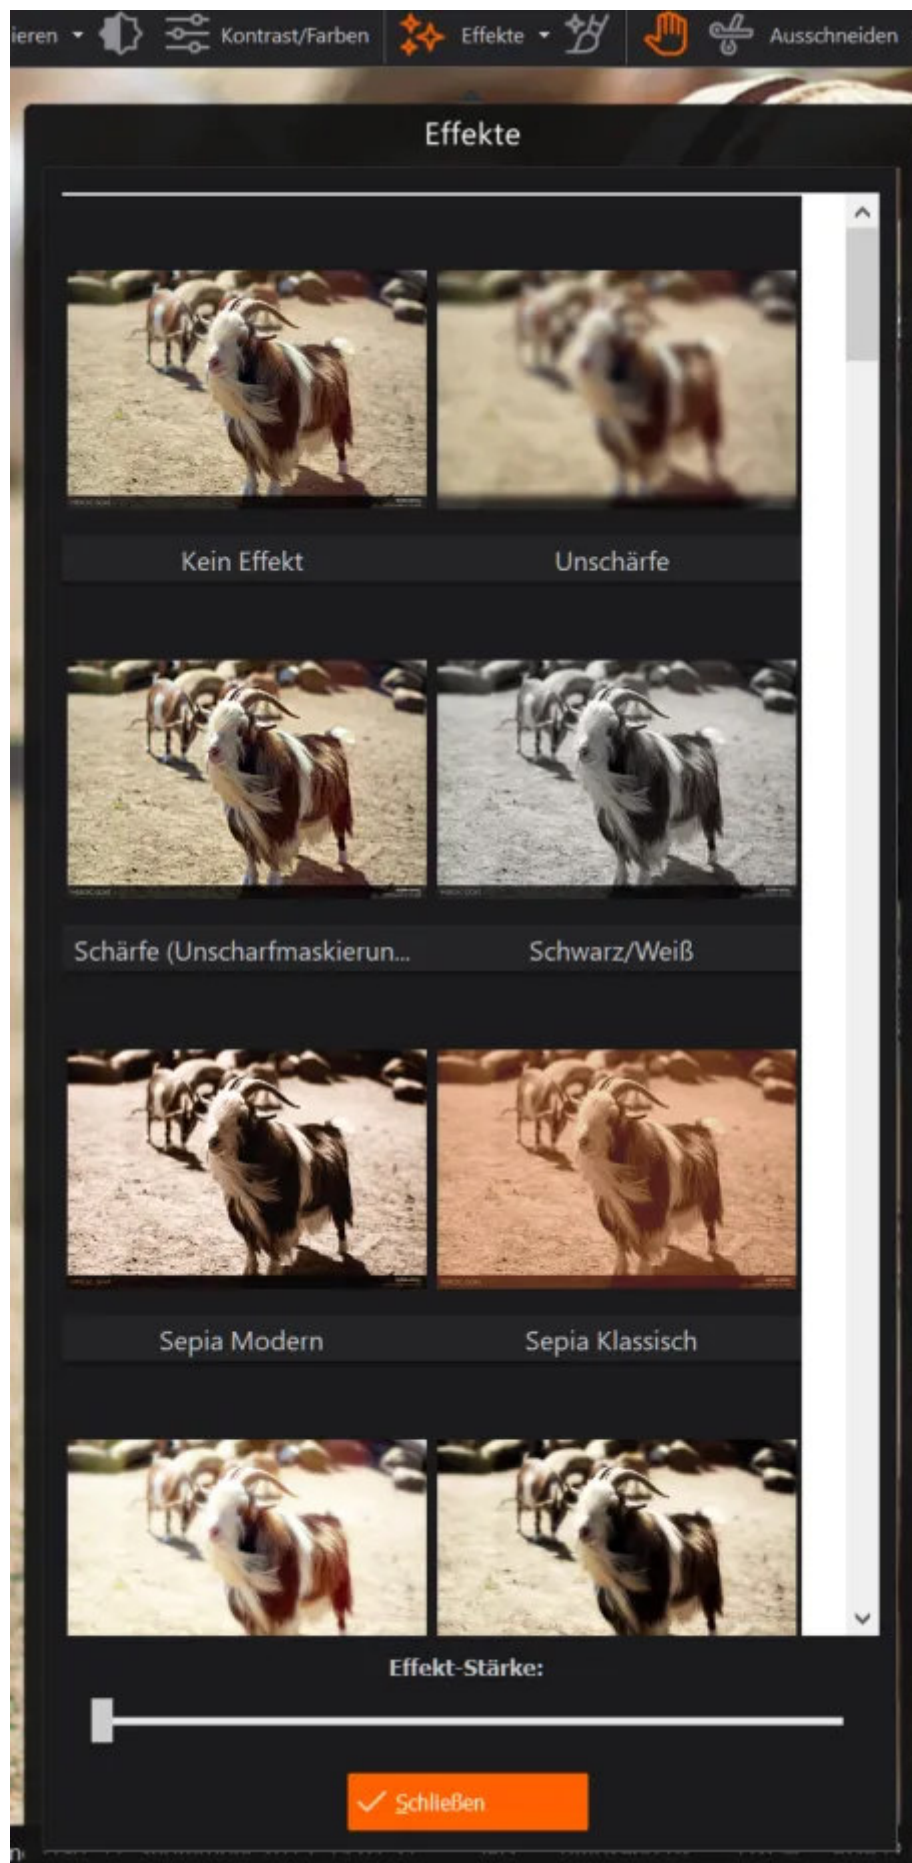 ieren Kontrast/Farben Effekte Ausschneiden
Effekte
Kein Effekt Unschärfe
Schärfe (Unscharfmaskierun... Schwarz/Weiß
Sepia Modern Sepia Klassisch
Effekt-Stärke:
Schließen